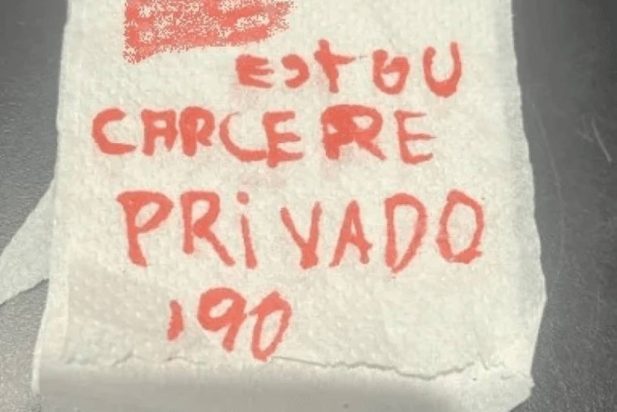 ESTOU
CARCERE
PRIVADO
190